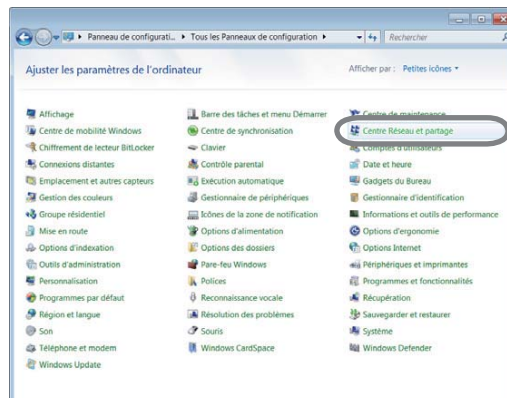 Panneau de configurati... Tous les Panneaux de configuration Rechercher
Ajuster les paramètres de l'ordinateur Afficher par : Petites icônes
Affichage Barre des tâches et menu Démarrer Centre de maintenance
Centre de mobilité Windows Centre de synchronisation Centre Réseau et partage
Chiffrement de lecteur BitLocker Clavier Comptes d'utilisateurs
Connexions distantes Contrôle parental Date et heure
Emplacement et autres capteurs Exécution automatique Gadgets du Bureau
Gestion des couleurs Gestionnaire de périphériques Gestionnaire d'identification
Groupe résidentiel Icônes de la zone de notification Informations et outils de performance
Mise en route Options d'alimentation Options d'ergonomie
Options d'indexation Options des dossiers Options Internet
Outils d'administration Pare-feu Windows Périphériques et imprimantes
Personnalisation Polices Programmes et fonctionnalités
Programmes par défaut Reconnaissance vocale Récupération
Région et langue Résolution des problèmes Sauvegarder et restaurer
Son Souris Système
Téléphone et modem Windows CardSpace Windows Defender
Windows Update